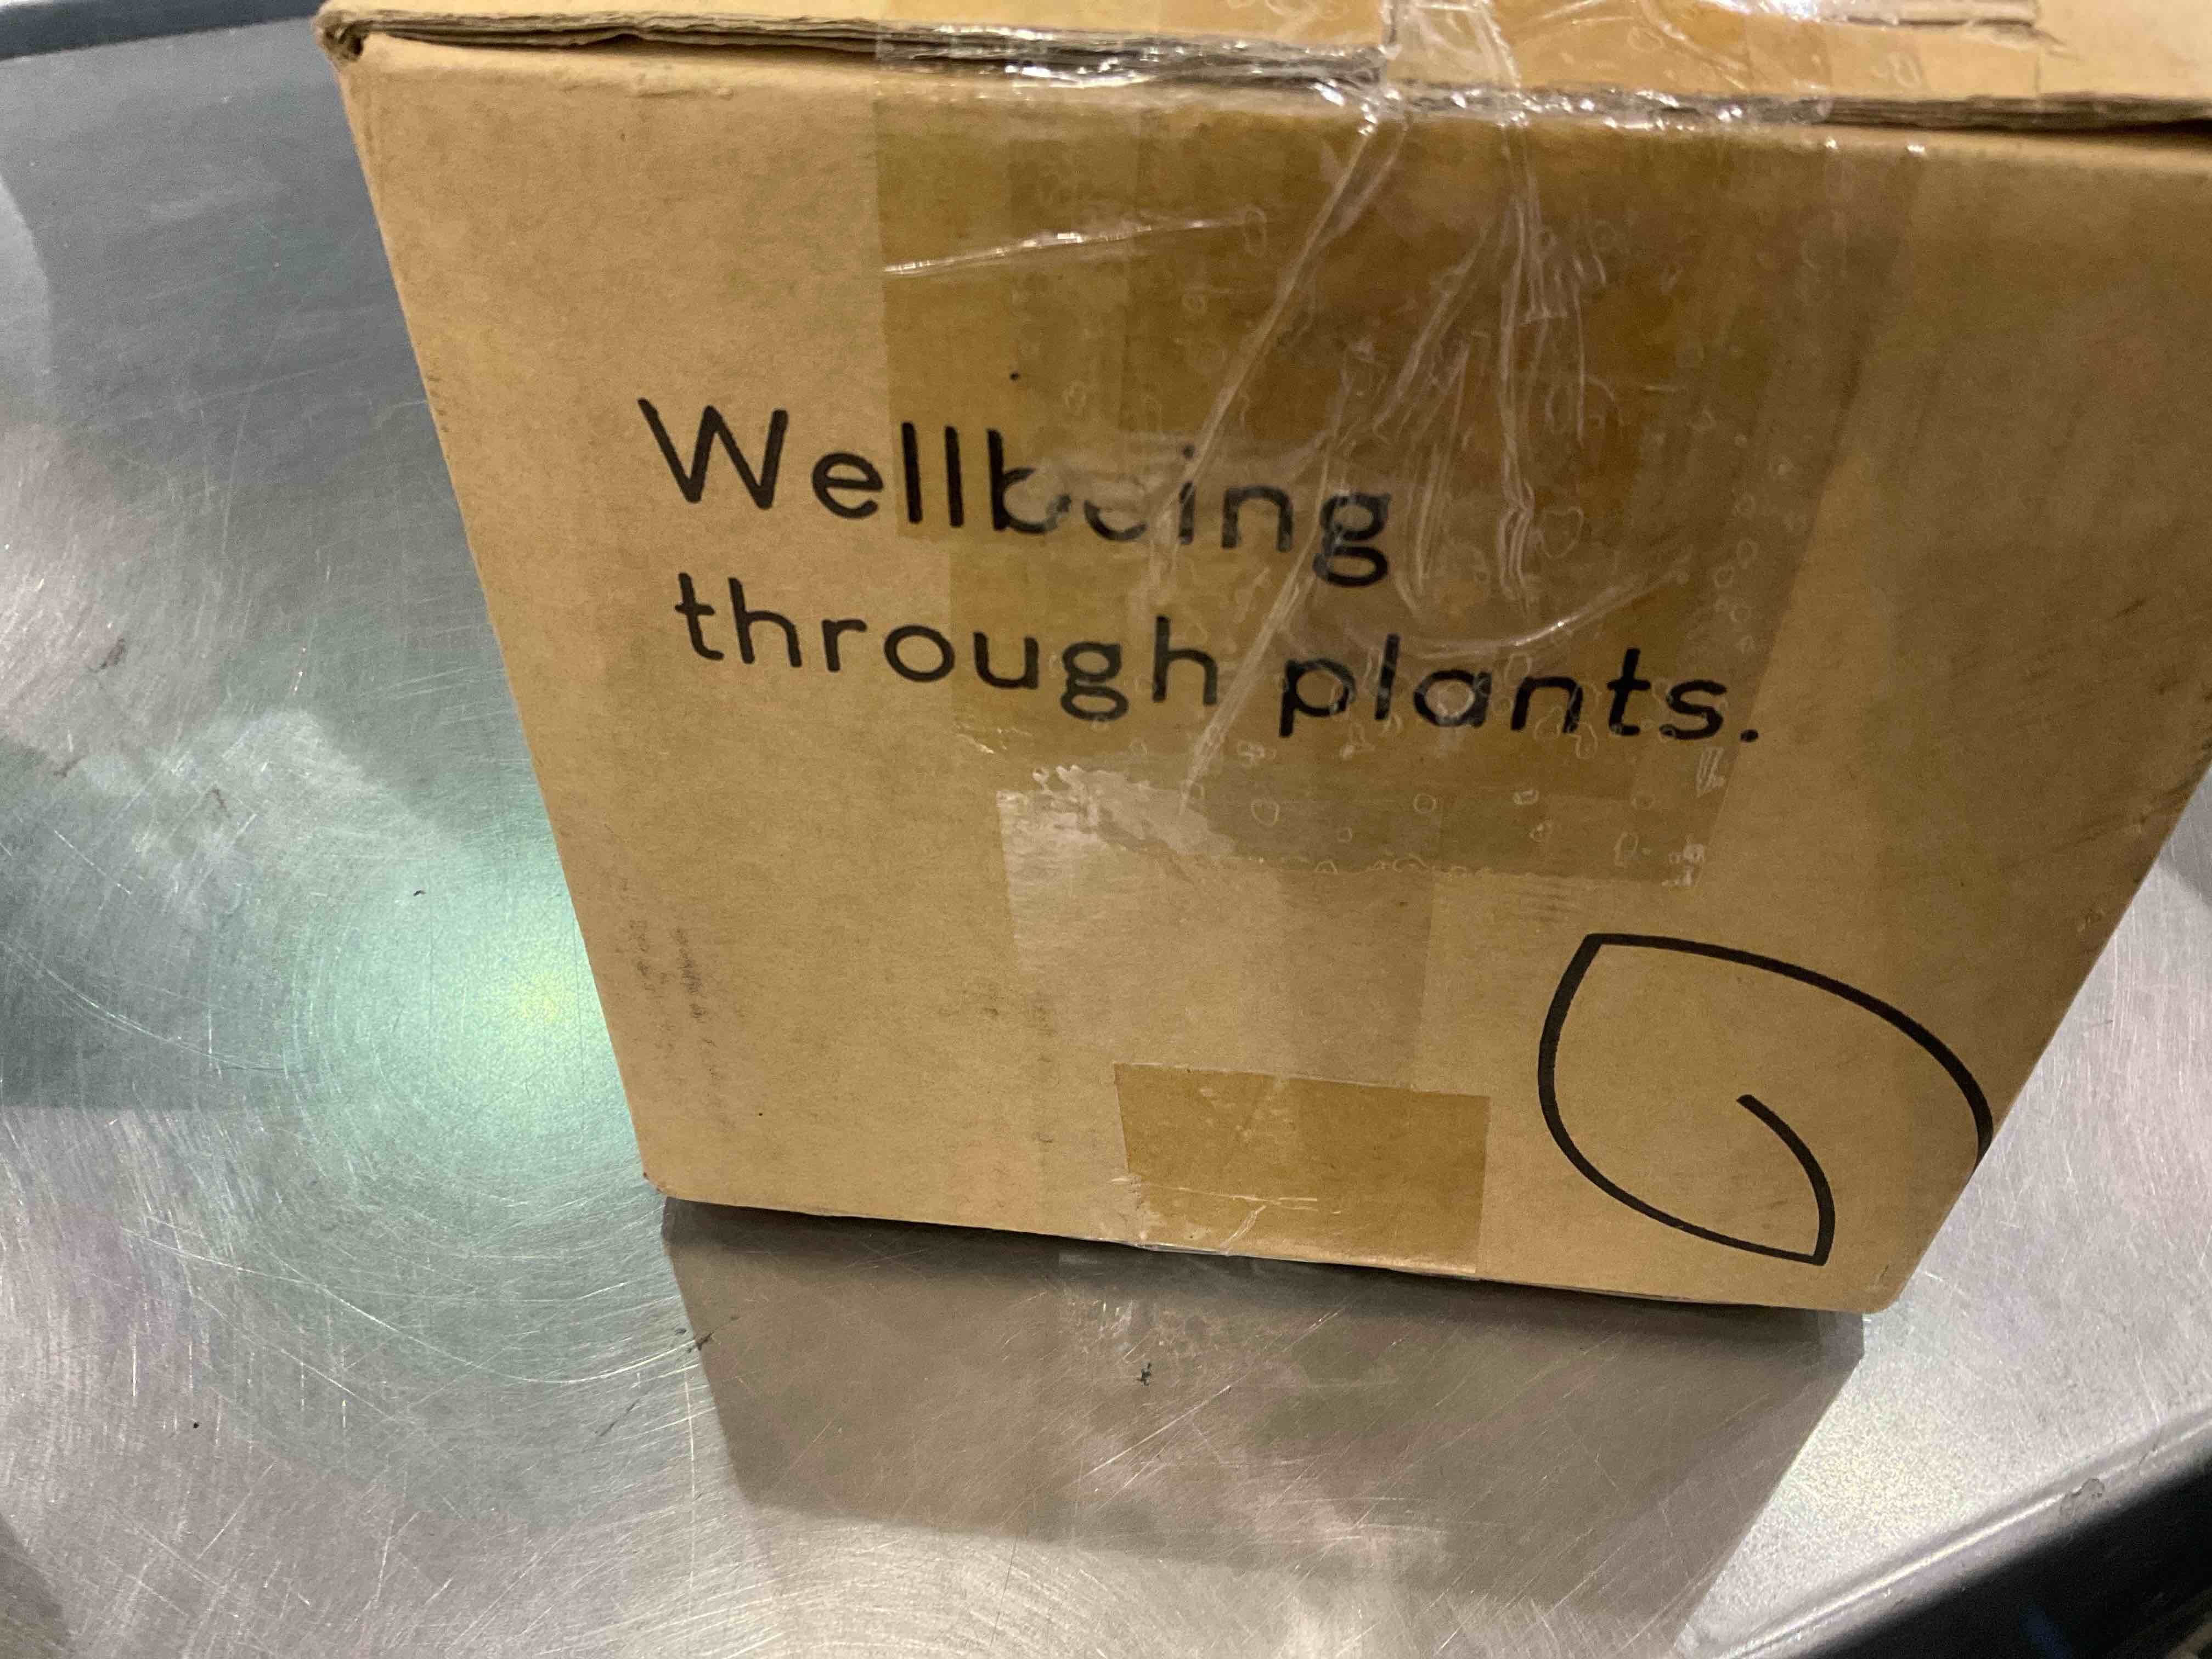 Wellbeing
through plants.